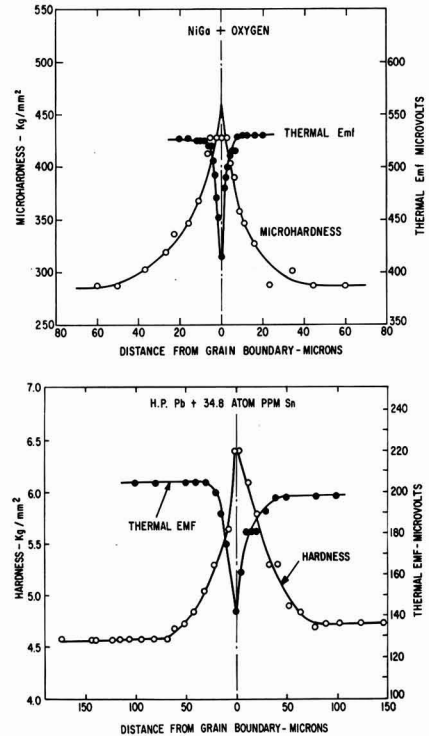 NiGa + OXYGEN
MICROHARDNESS - Kg/mm²
500
450
400
350
300
250
THERMAL Emf
MICROHARDNESS
THERMAL Emf MICROVOLTS
600
550
500
450
400
350
80 60 40 20 0 20 40 60 80
DISTANCE FROM GRAIN BOUNDARY-MICRONS
H.P. Pb + 34.8 ATOM PPM Sn
HARDNESS - Kg/mm²
7.0
6.5
6.0
5.5
5.0
4.5
4.0
THERMAL EMF
HARDNESS
THERMAL EMF-MICROVOLTS
240
220
200
180
160
140
120
100
150 100 50 0 50 100 150
DISTANCE FROM GRAIN BOUNDARY-MICRONS